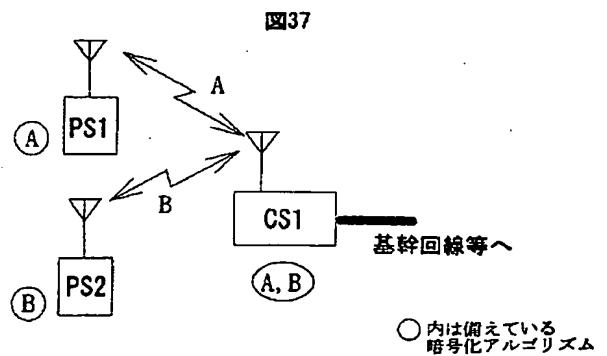 図37
A
PS1
A
B
PS2
B
CS1
基幹回線等へ
A, B
○内は備えている
暗号化アルゴリズム